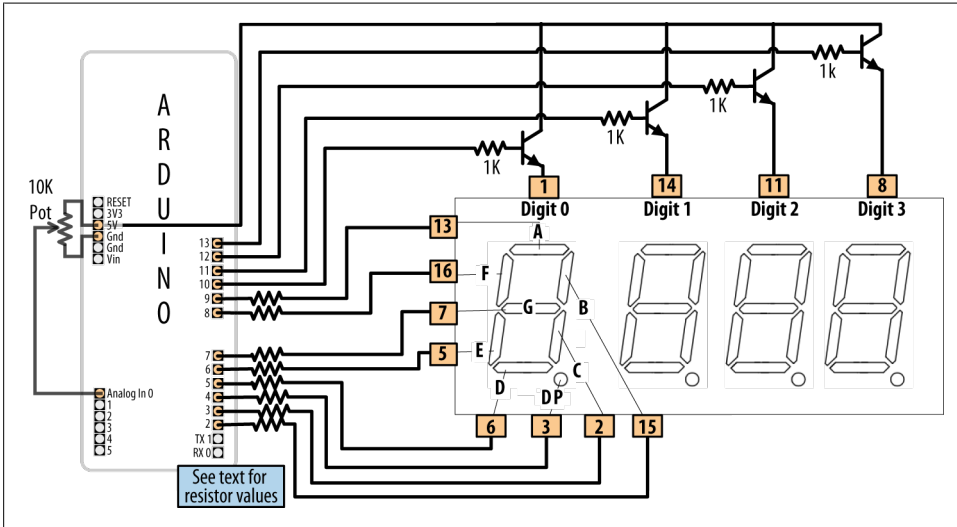 1k
1K
1K
1K
ARDUINO
10K
Pot
RESET
3V3
5V
Gnd
Gnd
Vin
13
12
11
10
9
8
7
6
5
4
3
2
TX 1
RX 0
Analog In 0
1
2
3
4
5
See text for
resistor values
1
14
11
8
Digit 0
Digit 1
Digit 2
Digit 3
13
16
7
5
A
F
G
B
E
C
D
DP
6
3
2
15